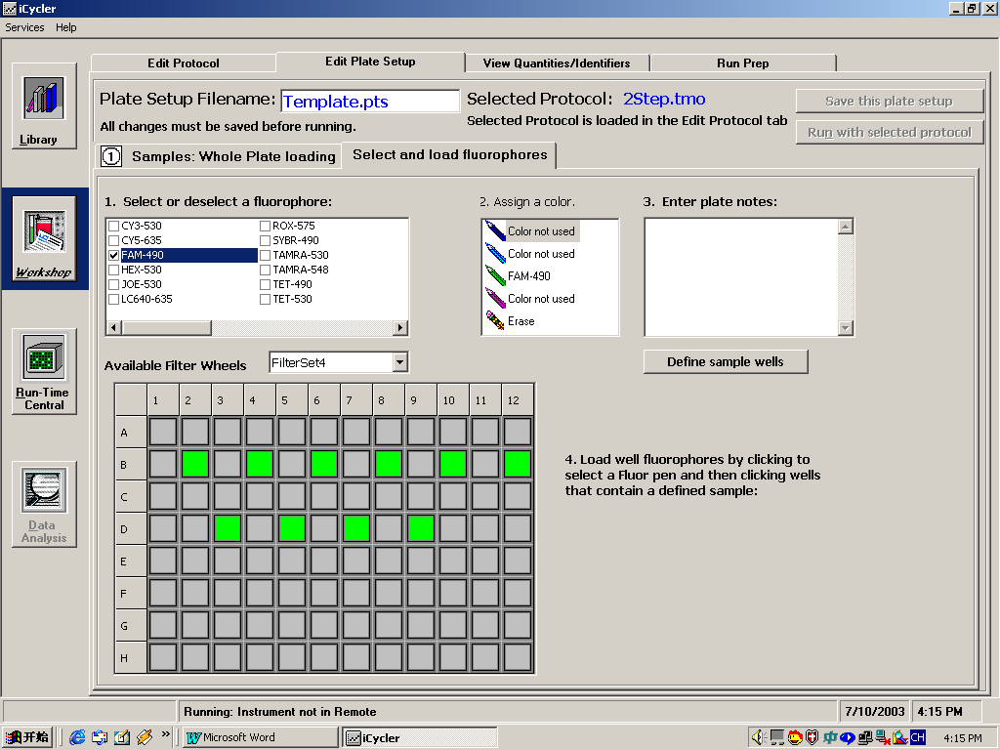 iCycler
Services Help
Edit Protocol Edit Plate Setup View Quantities/Identifiers Run Prep
Plate Setup Filename: Template.pts Selected Protocol: 2Step.tmo Save this plate setup
All changes must be saved before running. Selected Protocol is loaded in the Edit Protocol tab Run with selected protocol
Library
1 Samples: Whole Plate loading Select and load fluorophores
1. Select or deselect a fluorophore: 2. Assign a color. 3. Enter plate notes:
CY3-530 ROX-575 Color not used
CY5-635 SYBR-490
FAM-490 TAMRA-530 Color not used
HEX-530 TAMRA-548 FAM-490
JOE-530 TET-490
LC640-635 TET-530 Color not used
Erase
Workshop
Available Filter Wheels FilterSet4 Define sample wells
Run-Time
Central
1 2 3 4 5 6 7 8 9 10 11 12
A
B
C
D
E
F
G
H
4. Load well fluorophores by clicking to
select a Fluor pen and then clicking wells
that contain a defined sample:
Data
Analysis
Running: Instrument not in Remote 7/10/2003 4:15 PM
开始 » Microsoft Word iCycler 中 CH 4:15 PM